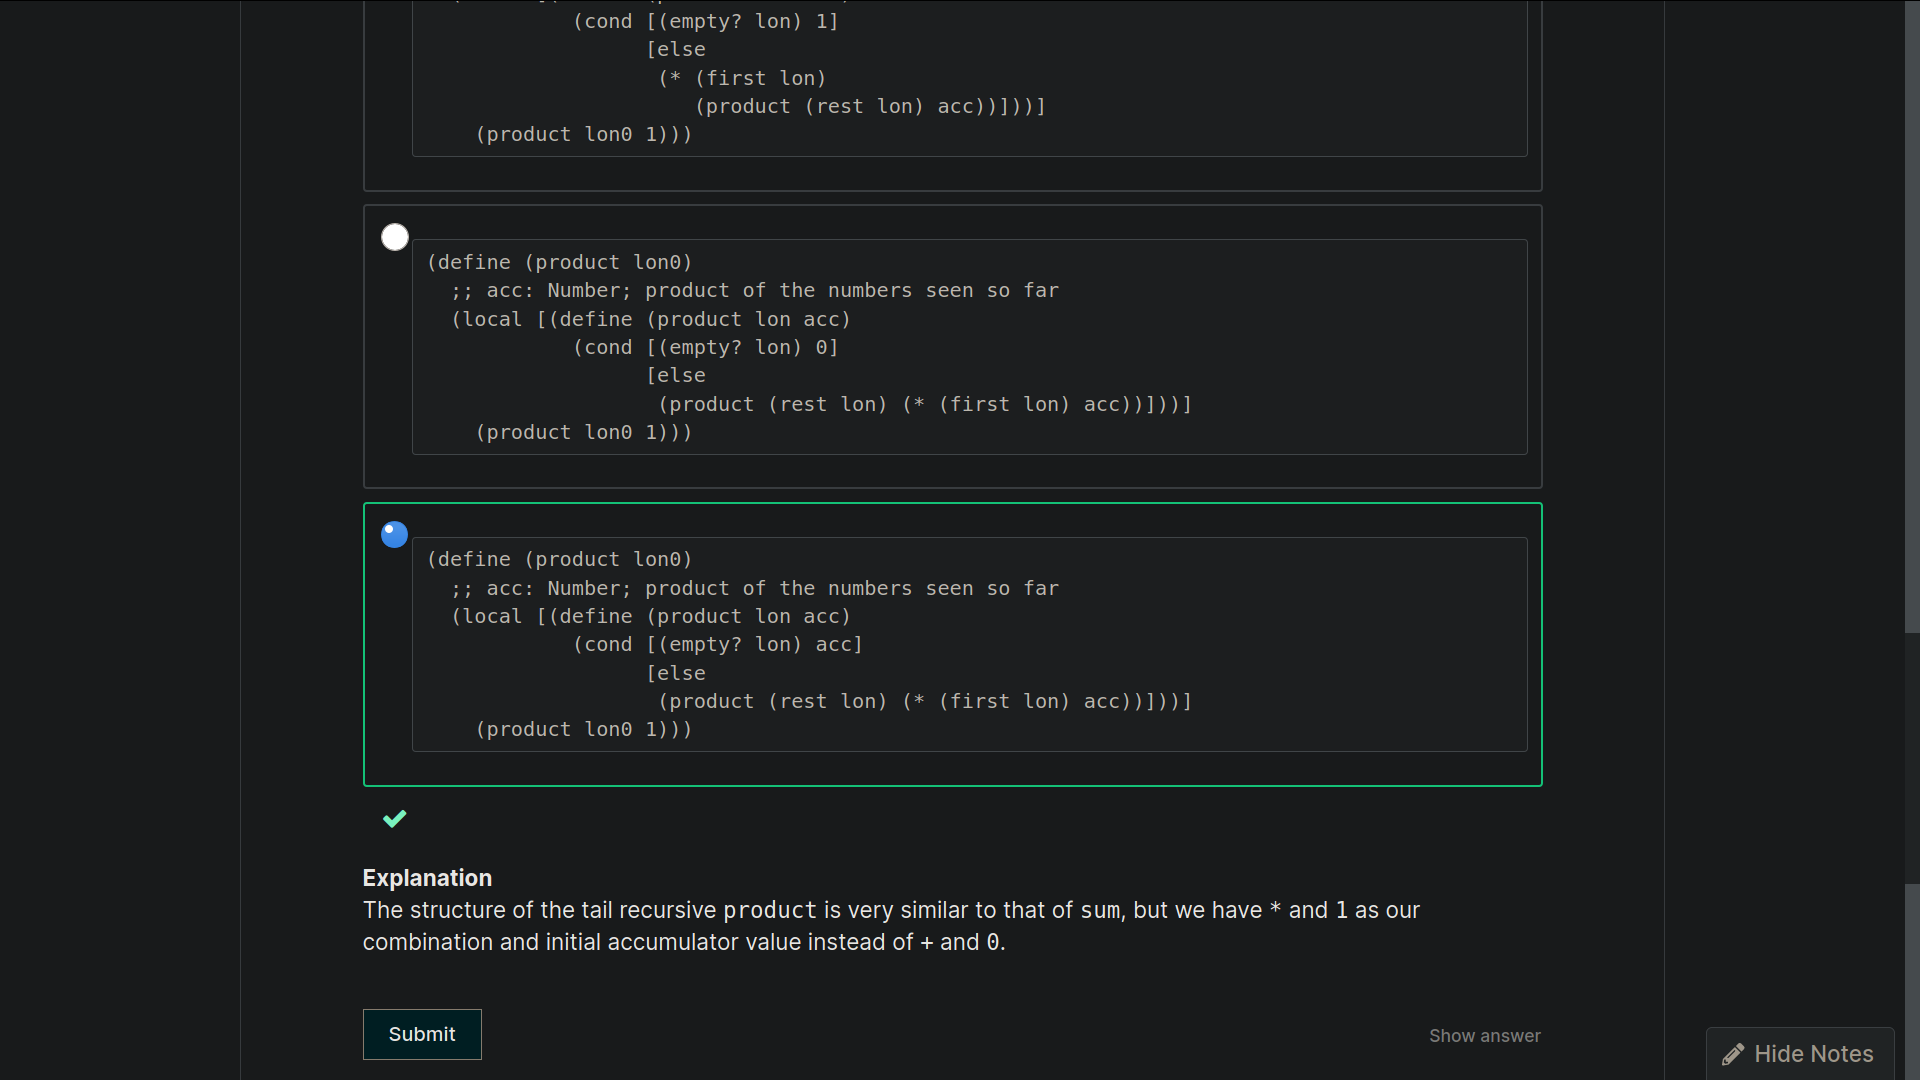 (cond [(empty? lon) 1]
[else
(* (first lon)
(product (rest lon) acc))]))]
(product lon0 1)))
(define (product lon0)
;; acc: Number; product of the numbers seen so far
(local [(define (product lon acc)
(cond [(empty? lon) 0]
[else
(product (rest lon) (* (first lon) acc))]))]
(product lon0 1)))
(define (product lon0)
;; acc: Number; product of the numbers seen so far
(local [(define (product lon acc)
(cond [(empty? lon) acc]
[else
(product (rest lon) (* (first lon) acc))]))]
(product lon0 1)))
Explanation
The structure of the tail recursive product is very similar to that of sum, but we have * and 1 as our
combination and initial accumulator value instead of + and 0.
Submit
Show answer
Hide Notes